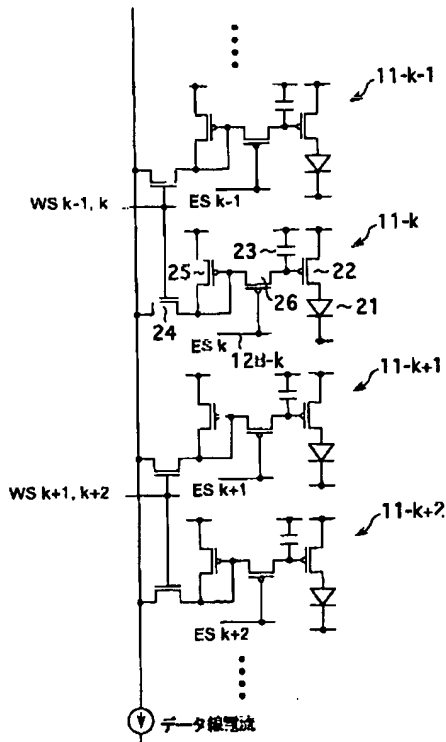 11-k-1
WS k-1, k
ES k-1
11-k
23
25
22
26
21
24
ES k
12B-k
11-k+1
WS k+1, k+2
ES k+1
11-k+2
ES k+2
データ線電流